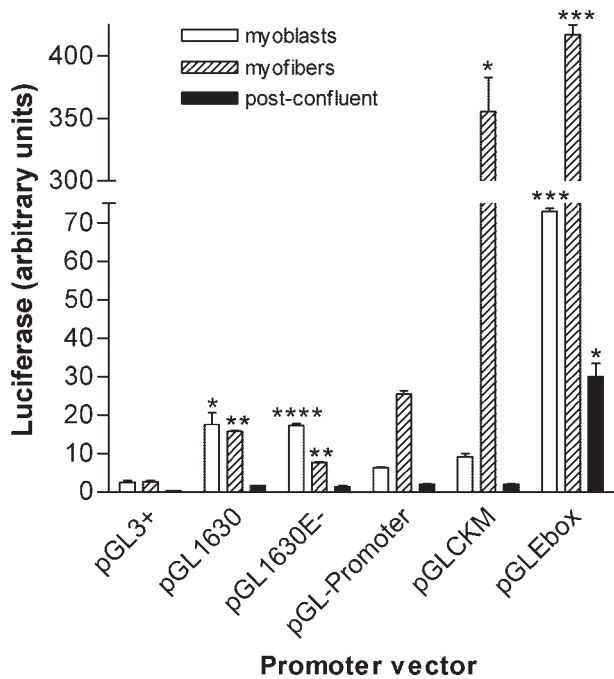 Luciferase (arbitrary units)
400
350
300
70
60
50
40
30
20
10
0
myoblasts
myofibers
post-confluent
*
**
****
**
*
***
***
*
pGL3+
pGL1630
pGL1630E-
pGL-Promoter
pGLCKM
pGLEbox
Promoter vector